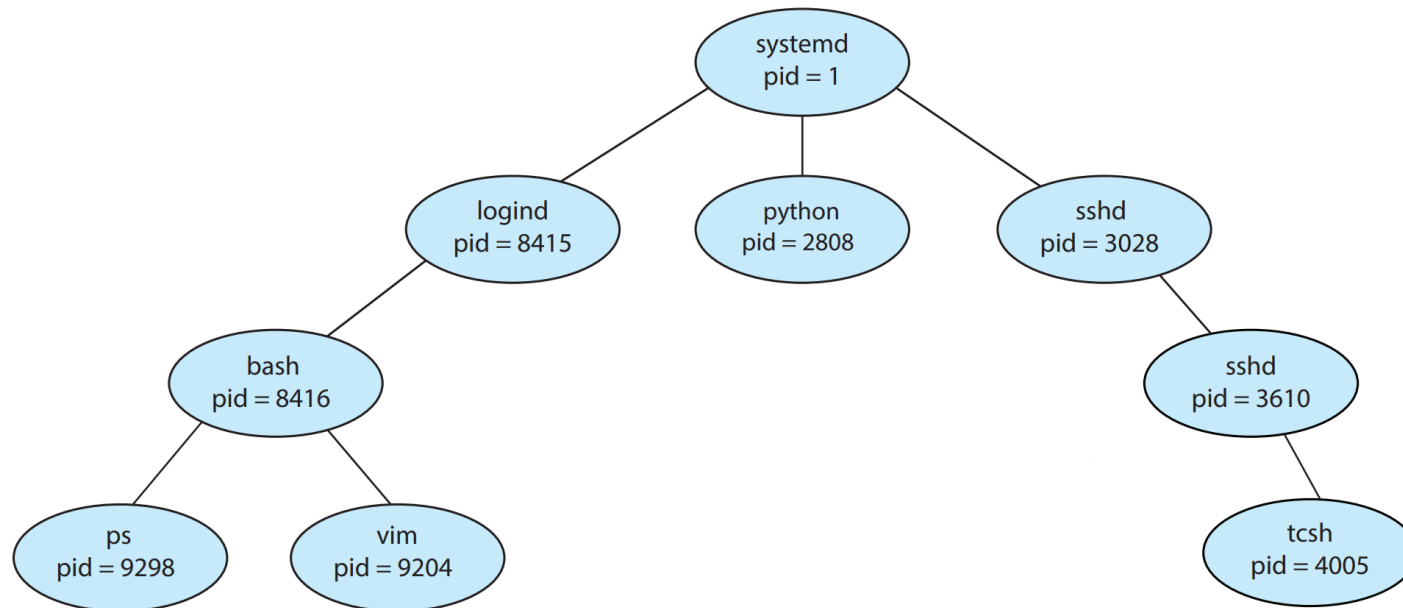 systemd
pid = 1
logind
pid = 8415
python
pid = 2808
sshd
pid = 3028
bash
pid = 8416
sshd
pid = 3610
ps
pid = 9298
vim
pid = 9204
tcsh
pid = 4005